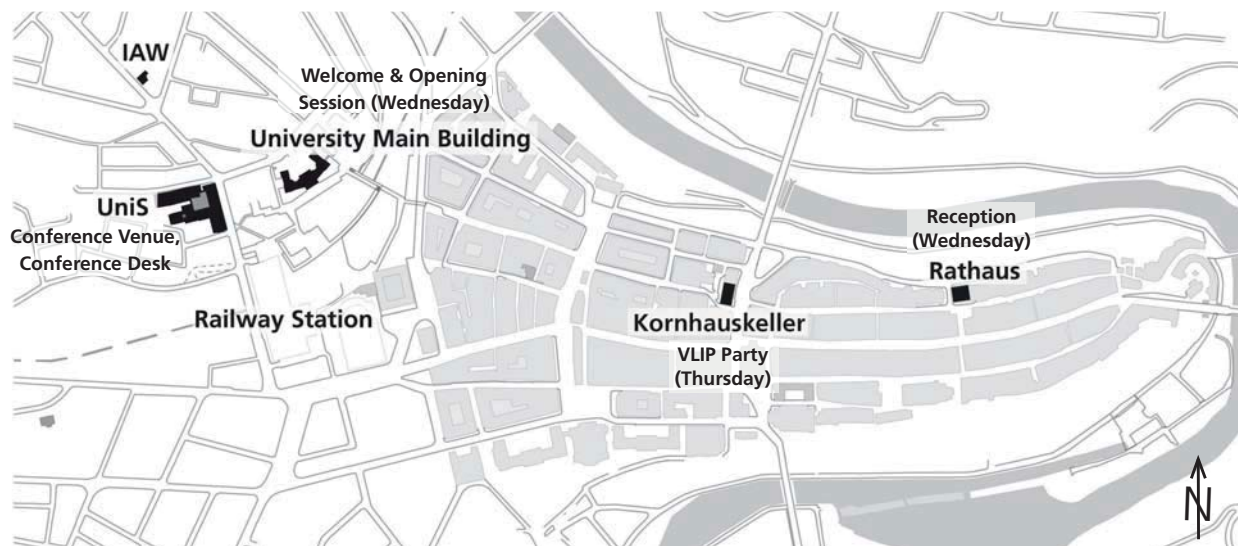 IAW
Welcome & Opening
Session (Wednesday)
University Main Building
UniS
Conference Venue,
Conference Desk
Railway Station
Reception
(Wednesday)
Rathaus
Kornhauskeller
VLIP Party
(Thursday)
N